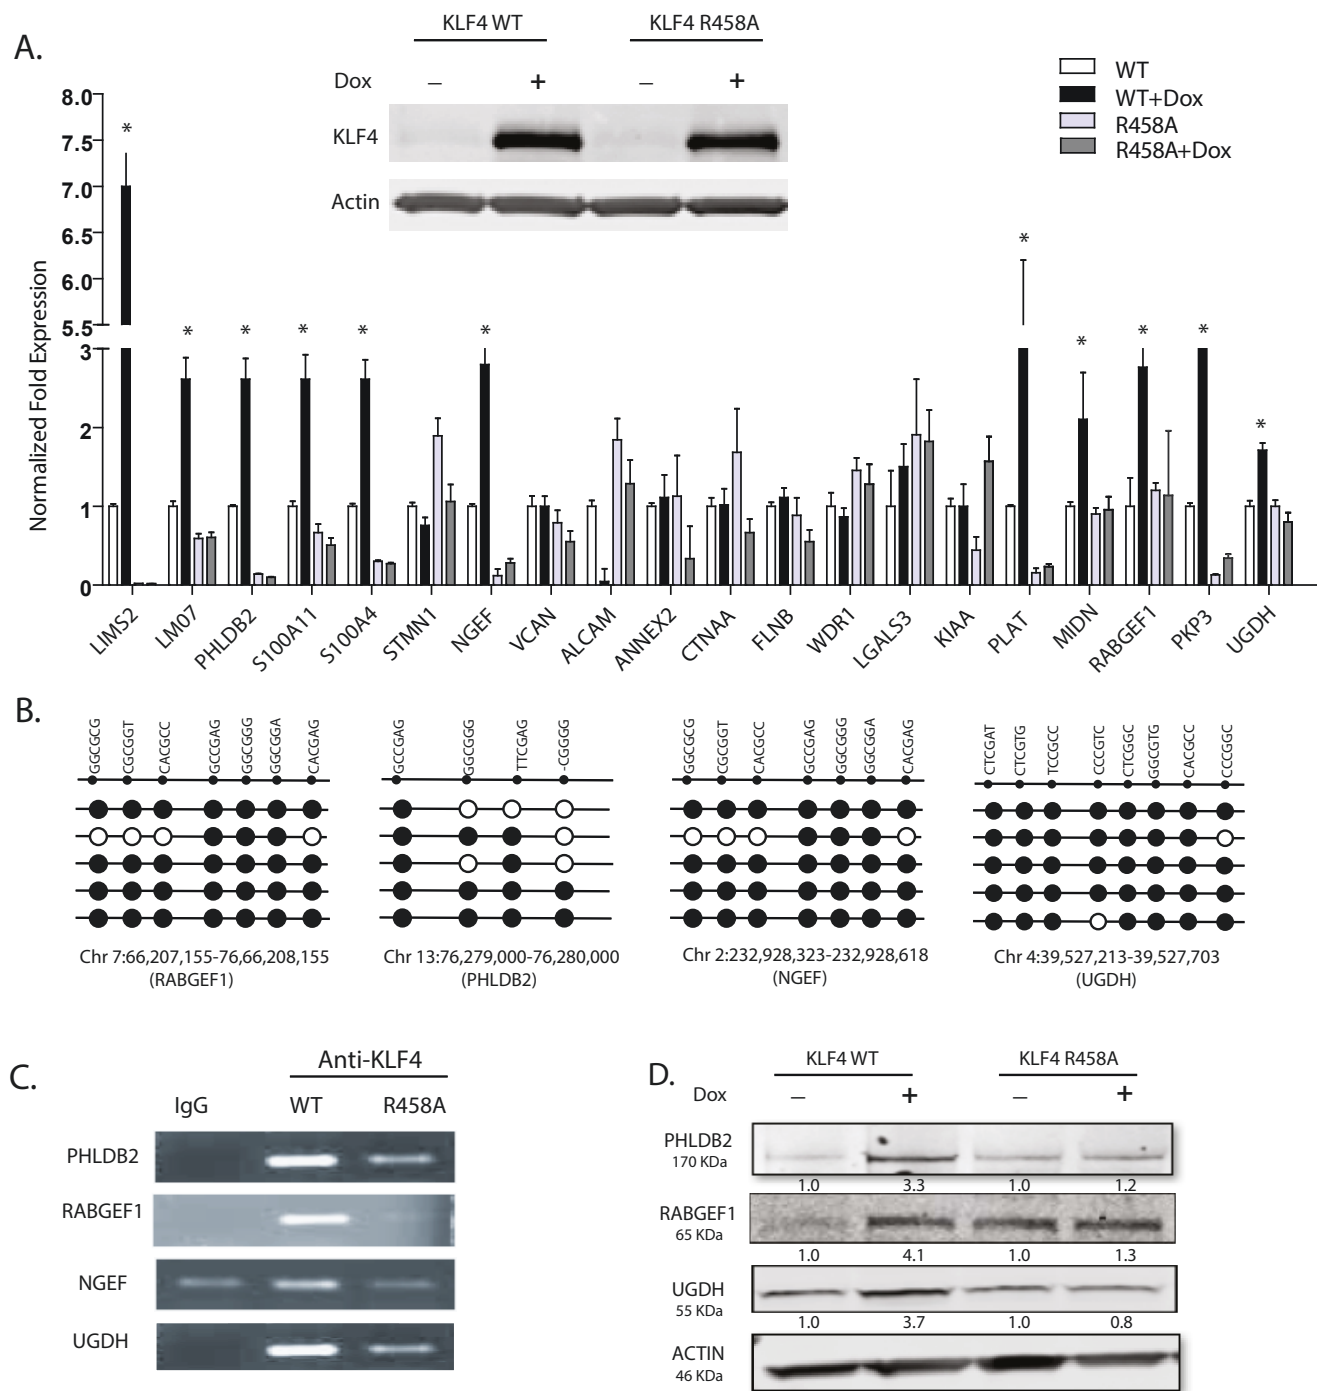 A.
KLF4 WT
KLF4 R458A
Dox
–
+
–
+
KLF4
Actin
WT
WT+Dox
R458A
R458A+Dox
Normalized Fold Expression
8.0
7.5
7.0
6.5
6.0
5.5
3
2
1
0
*
*
*
*
*
*
*
*
*
*
*
LIMS2
LM07
PHLDB2
S100A11
S100A4
STMN1
NGEF
VCAN
ALCAM
ANNEX2
CTNAA
FLNB
WDR1
LGALS3
KIAA
PLAT
MIDN
RABGEF1
PKP3
UGDH
B.
GGCGCG
CGCGGT
CACGCC
GCCGAG
GGCGGG
GGCGGA
CACGAG
GCCGAG
GGCGGG
TTCGAG
-CGGGG
GGCGCG
CGCGGT
CACGCC
GCCGAG
GGCGGG
GGCGGA
CACGAG
CTCGAT
CTCGTG
TCCGCC
CCCGTC
CTCGGC
GGCGTG
CACGCC
CCCGGC
Chr 7:66,207,155-76,66,208,155
(RABGEF1)
Chr 13:76,279,000-76,280,000
(PHLDB2)
Chr 2:232,928,323-232,928,618
(NGEF)
Chr 4:39,527,213-39,527,703
(UGDH)
C.
Anti-KLF4
IgG
WT
R458A
PHLDB2
RABGEF1
NGEF
UGDH
D.
KLF4 WT
KLF4 R458A
Dox
–
+
–
+
PHLDB2
170 KDa
1.0
3.3
1.0
1.2
RABGEF1
65 KDa
1.0
4.1
1.0
1.3
UGDH
55 KDa
1.0
3.7
1.0
0.8
ACTIN
46 KDa